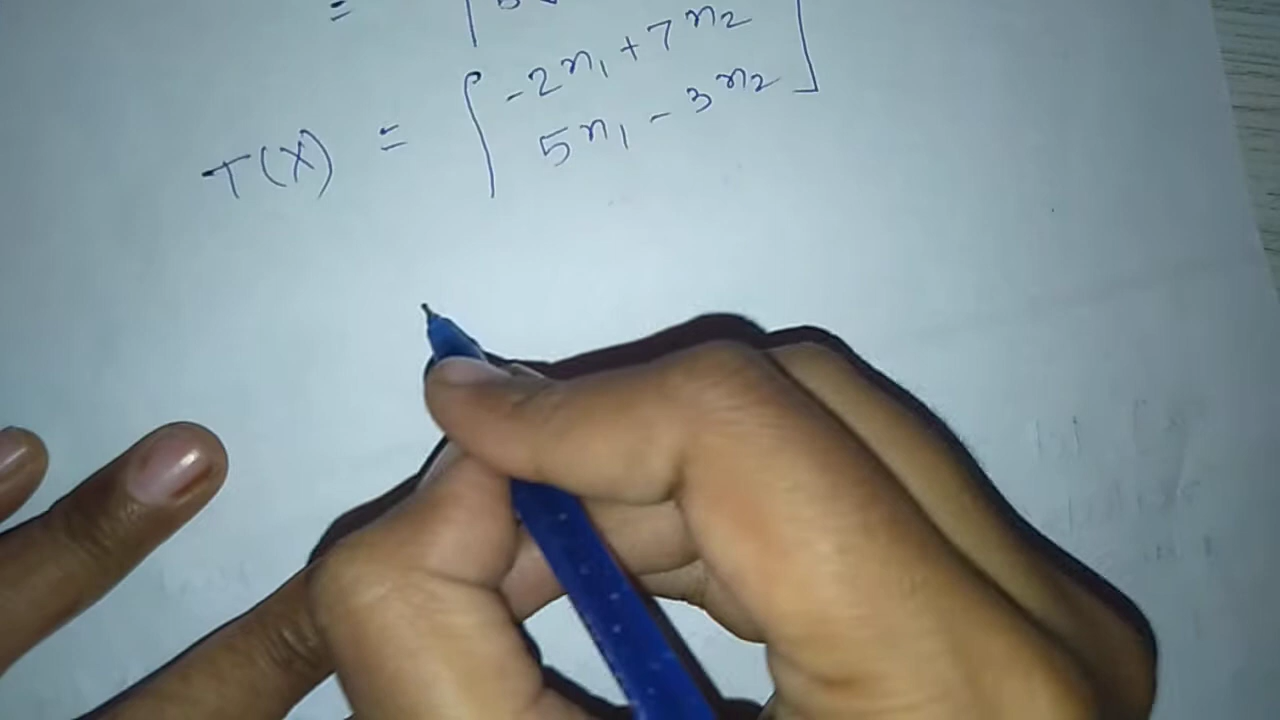 =
T(X) = [ -2x₁ + 7x₂
5x₁ - 3x₂ ]